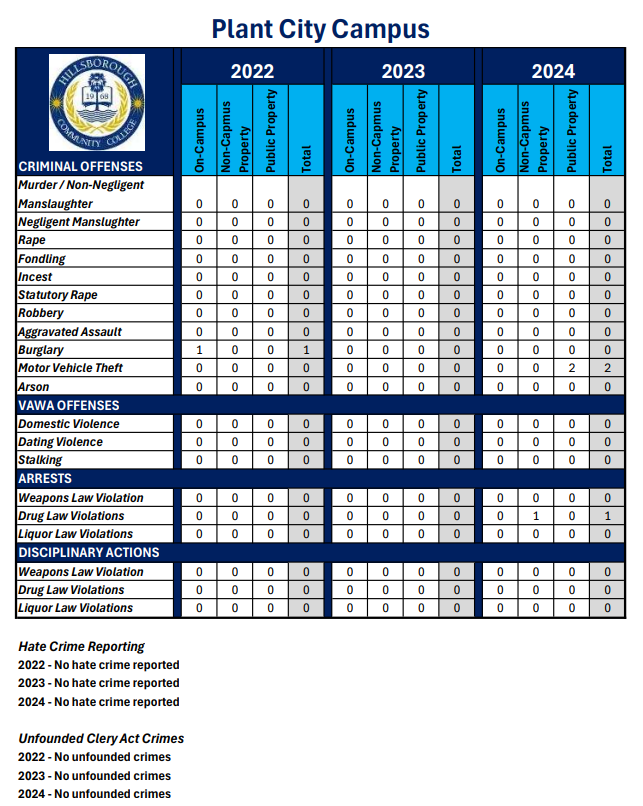 Plant City Campus
HILLSBOROUGH
19 68
COMMUNITY COLLEGE
2022 2023 2024
CRIMINAL OFFENSES On-Campus Non-Capmus Property Public Property Total On-Campus Non-Capmus Property Public Property Total On-Campus Non-Capmus Property Public Property Total
Murder / Non-Negligent
Manslaughter 0 0 0 0 0 0 0 0 0 0 0 0
Negligent Manslughter 0 0 0 0 0 0 0 0 0 0 0 0
Rape 0 0 0 0 0 0 0 0 0 0 0 0
Fondling 0 0 0 0 0 0 0 0 0 0 0 0
Incest 0 0 0 0 0 0 0 0 0 0 0 0
Statutory Rape 0 0 0 0 0 0 0 0 0 0 0 0
Robbery 0 0 0 0 0 0 0 0 0 0 0 0
Aggravated Assault 0 0 0 0 0 0 0 0 0 0 0 0
Burglary 1 0 0 1 0 0 0 0 0 0 0 0
Motor Vehicle Theft 0 0 0 0 0 0 0 0 0 0 2 2
Arson 0 0 0 0 0 0 0 0 0 0 0 0
VAWA OFFENSES
Domestic Violence 0 0 0 0 0 0 0 0 0 0 0 0
Dating Violence 0 0 0 0 0 0 0 0 0 0 0 0
Stalking 0 0 0 0 0 0 0 0 0 0 0 0
ARRESTS
Weapons Law Violation 0 0 0 0 0 0 0 0 0 0 0 0
Drug Law Violations 0 0 0 0 0 0 0 0 0 1 0 1
Liquor Law Violations 0 0 0 0 0 0 0 0 0 0 0 0
DISCIPLINARY ACTIONS
Weapons Law Violation 0 0 0 0 0 0 0 0 0 0 0 0
Drug Law Violations 0 0 0 0 0 0 0 0 0 0 0 0
Liquor Law Violations 0 0 0 0 0 0 0 0 0 0 0 0
Hate Crime Reporting
2022 - No hate crime reported
2023 - No hate crime reported
2024 - No hate crime reported
Unfounded Clery Act Crimes
2022 - No unfounded crimes
2023 - No unfounded crimes
2024 - No unfounded crimes